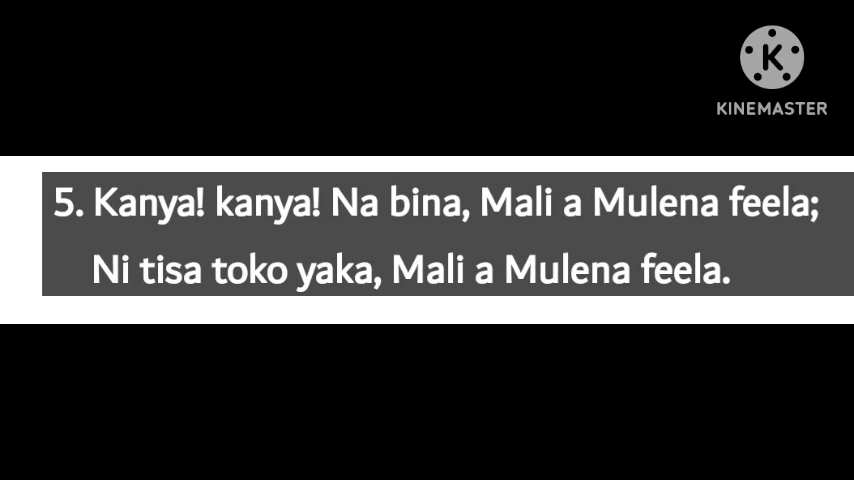 KINEMASTER
5. Kanya! kanya! Na bina, Mali a Mulena feela;
Ni tisa toko yaka, Mali a Mulena feela.